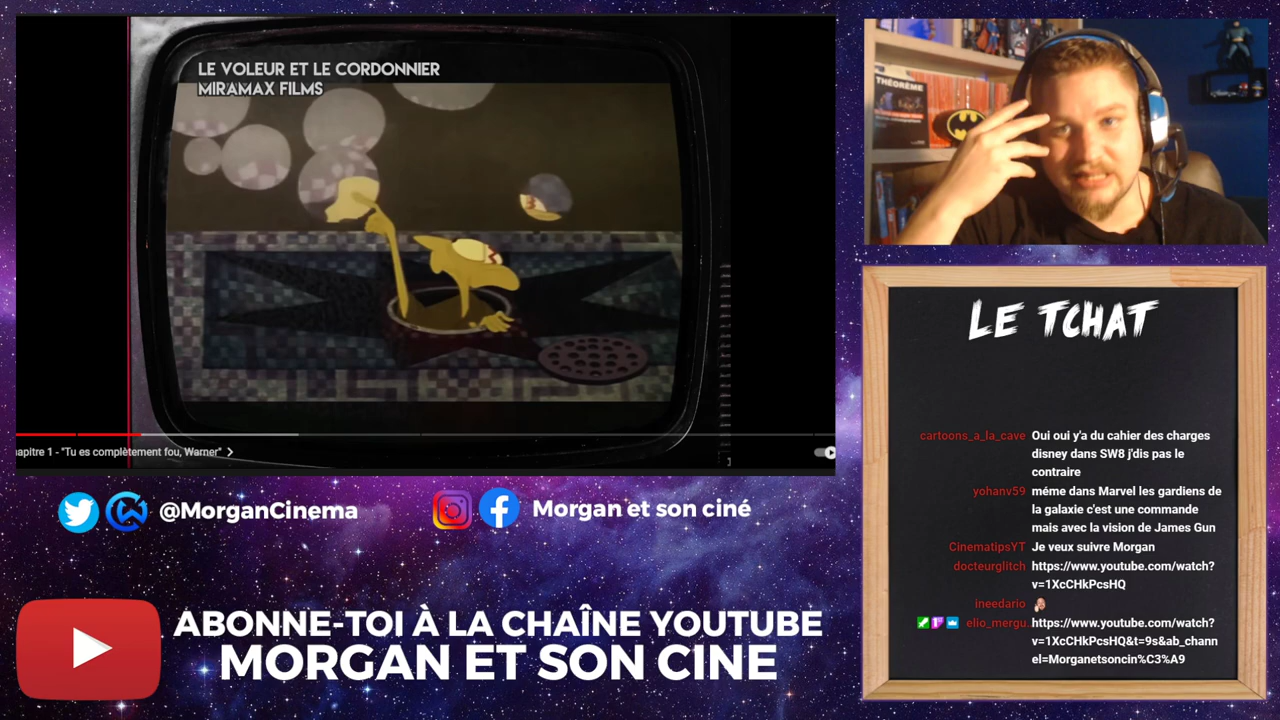 LE VOLEUR ET LE CORDONNIER
MIRAMAX FILMS
apitre 1 - "Tu es complètement fou, Warner"
@MorganCinema
Morgan et son ciné
ABONNE-TOI À LA CHAÎNE YOUTUBE
MORGAN ET SON CINE
THÉORÈME
LE TCHAT
cartoons_a_la_cave Oui oui y'a du cahier des charges
disney dans SW8 j'dis pas le
contraire
yohanv59 méme dans Marvel les gardiens de
la galaxie c'est une commande
mais avec la vision de James Gun
CinematipsYT Je veux suivre Morgan
docteurglitch https://www.youtube.com/watch?
v=1XcCHkPcsHQ
ineedario
elio_mergu. https://www.youtube.com/watch?
v=1XcCHkPcsHQ&t=9s&ab_chann
el=Morganetsoncin%C3%A9